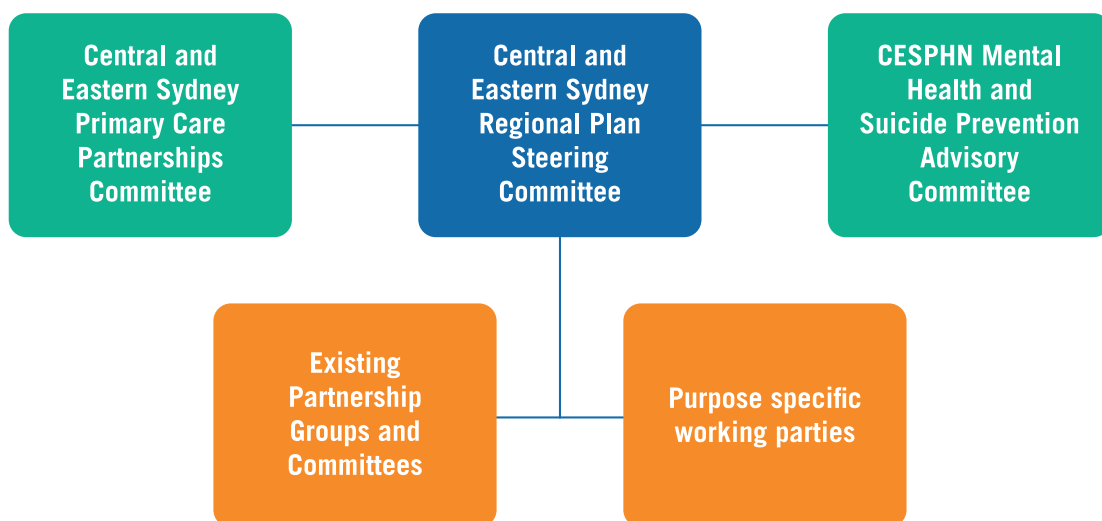 Central and
Eastern Sydney
Primary Care
Partnerships
Committee
Central and
Eastern Sydney
Regional Plan
Steering
Committee
CESPHN Mental
Health and
Suicide Prevention
Advisory
Committee
Existing
Partnership
Groups and
Committees
Purpose specific
working parties